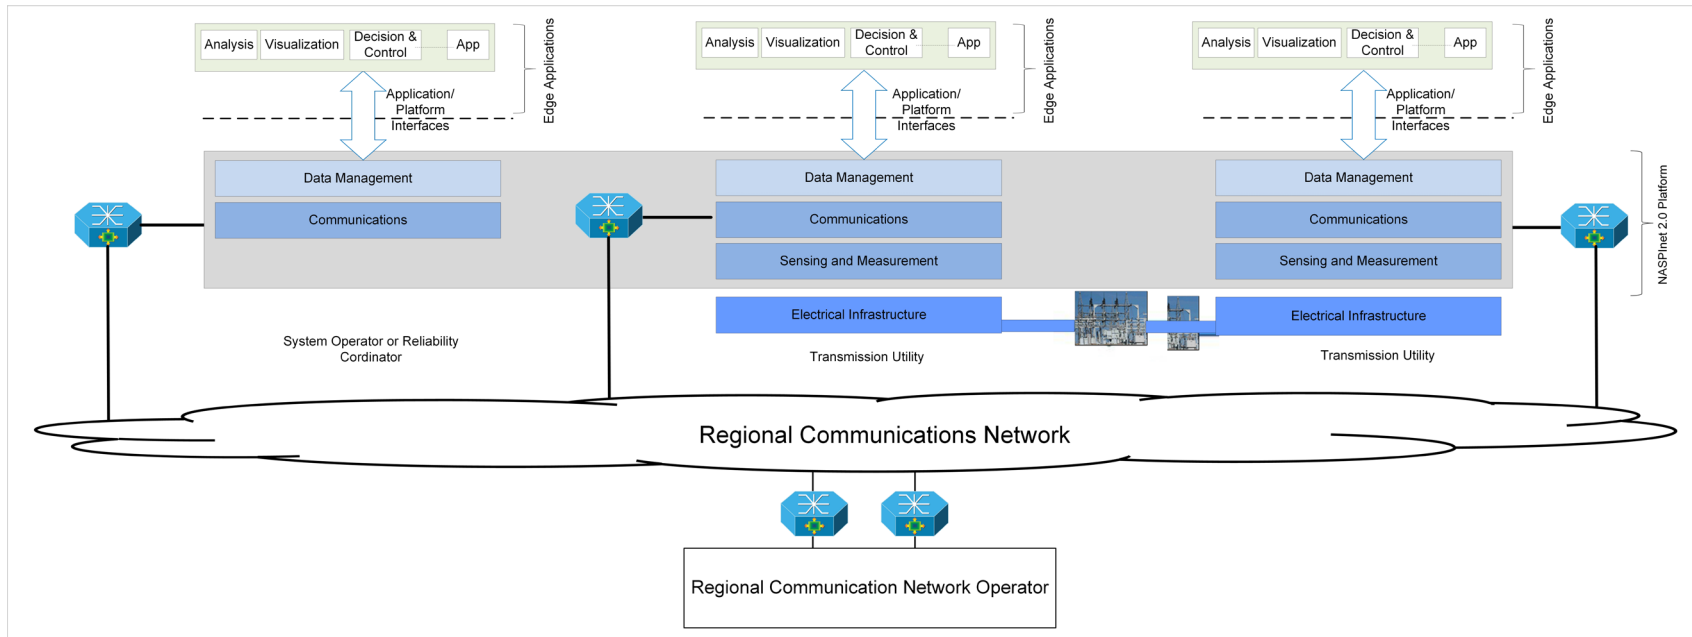 Analysis
Visualization
Decision &
Control
App
Application/
Platform
Interfaces
Edge Applications
Analysis
Visualization
Decision &
Control
App
Application/
Platform
Interfaces
Edge Applications
Analysis
Visualization
Decision &
Control
App
Application/
Platform
Interfaces
Edge Applications
Data Management
Communications
Data Management
Communications
Sensing and Measurement
Data Management
Communications
Sensing and Measurement
NASPInet 2.0 Platform
Electrical Infrastructure
Electrical Infrastructure
System Operator or Reliability
Cordinator
Transmission Utility
Transmission Utility
Regional Communications Network
Regional Communication Network Operator